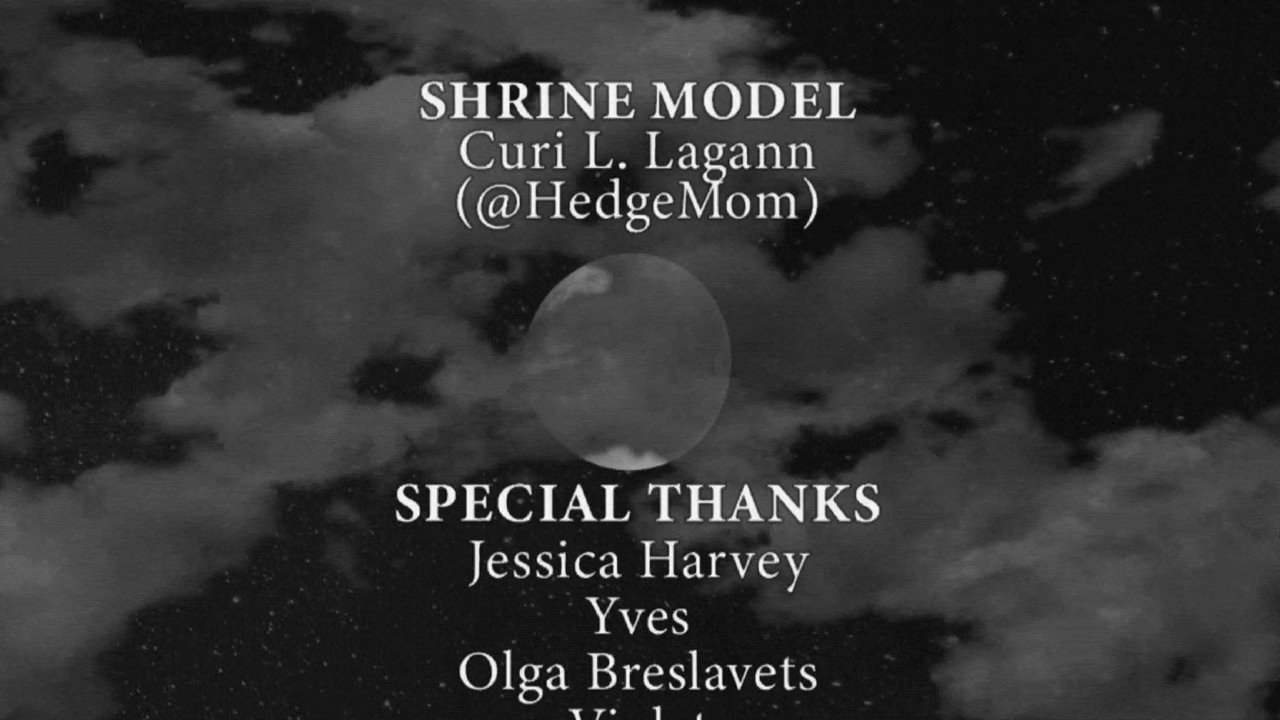 SHRINE MODEL
Curi L. Lagann
(@HedgeMom)
SPECIAL THANKS
Jessica Harvey
Yves
Olga Breslavets